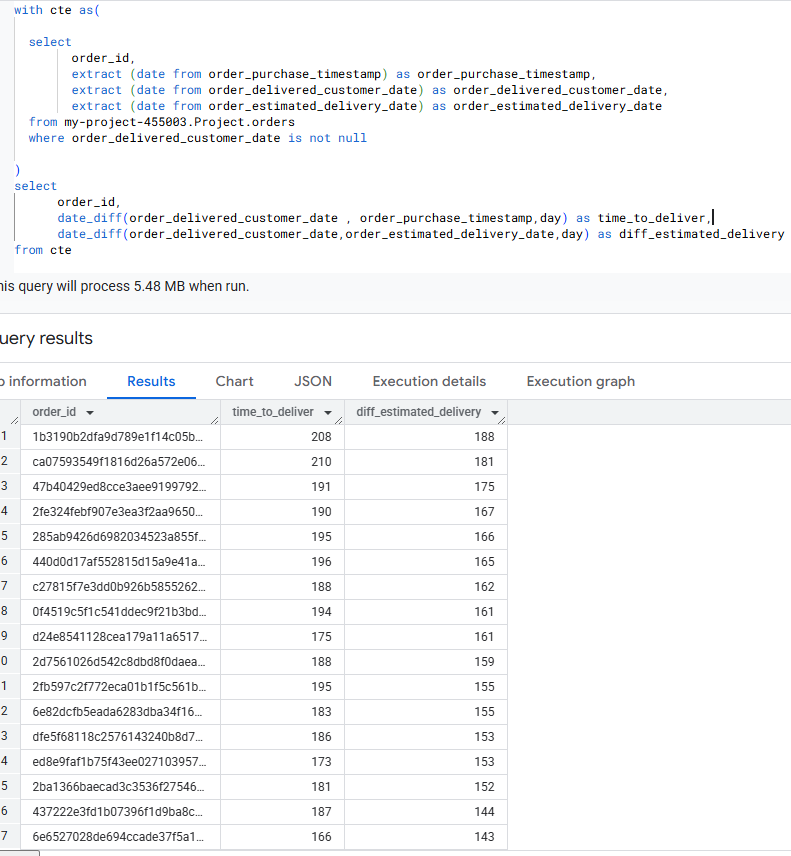 with cte as(
select
order_id,
extract (date from order_purchase_timestamp) as order_purchase_timestamp,
extract (date from order_delivered_customer_date) as order_delivered_customer_date,
extract (date from order_estimated_delivery_date) as order_estimated_delivery_date
from my-project-455003.Project.orders
where order_delivered_customer_date is not null
)
select
order_id,
date_diff(order_delivered_customer_date , order_purchase_timestamp,day) as time_to_deliver,
date_diff(order_delivered_customer_date,order_estimated_delivery_date,day) as diff_estimated_delivery
from cte
his query will process 5.48 MB when run.
uery results
o information Results Chart JSON Execution details Execution graph
order_id time_to_deliver diff_estimated_delivery
1 1b3190b2dfa9d789e1f14c05b... 208 188
2 ca07593549f1816d26a572e06... 210 181
3 47b40429ed8cce3aee9199792... 191 175
4 2fe324febf907e3ea3f2aa9650... 190 167
5 285ab9426d6982034523a855f... 195 166
6 440d0d17af552815d15a9e41a... 196 165
7 c27815f7e3dd0b926b5855262... 188 162
8 0f4519c5f1c541ddec9f21b3bd... 194 161
9 d24e8541128cea179a11a6517... 175 161
0 2d7561026d542c8dbd8f0daea... 188 159
1 2fb597c2f772eca01b1f5c561b... 195 155
2 6e82dcfb5eada6283dba34f16... 183 155
3 dfe5f68118c2576143240b8d7... 186 153
4 ed8e9faf1b75f43ee027103957... 173 153
5 2ba1366baecad3c3536f27546... 181 152
6 437222e3fd1b07396f1d9ba8c... 187 144
7 6e6527028de694ccade37f5a1... 166 143